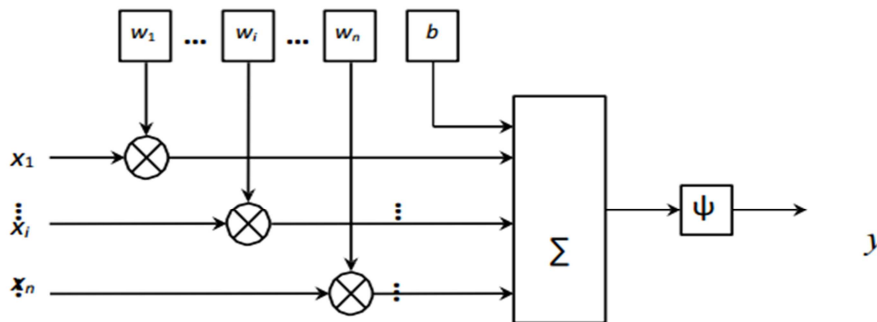 w1 ... wi ... wn b
x1
⋮
xi ⋮
xn ⋮
⋮
Σ
ψ
y